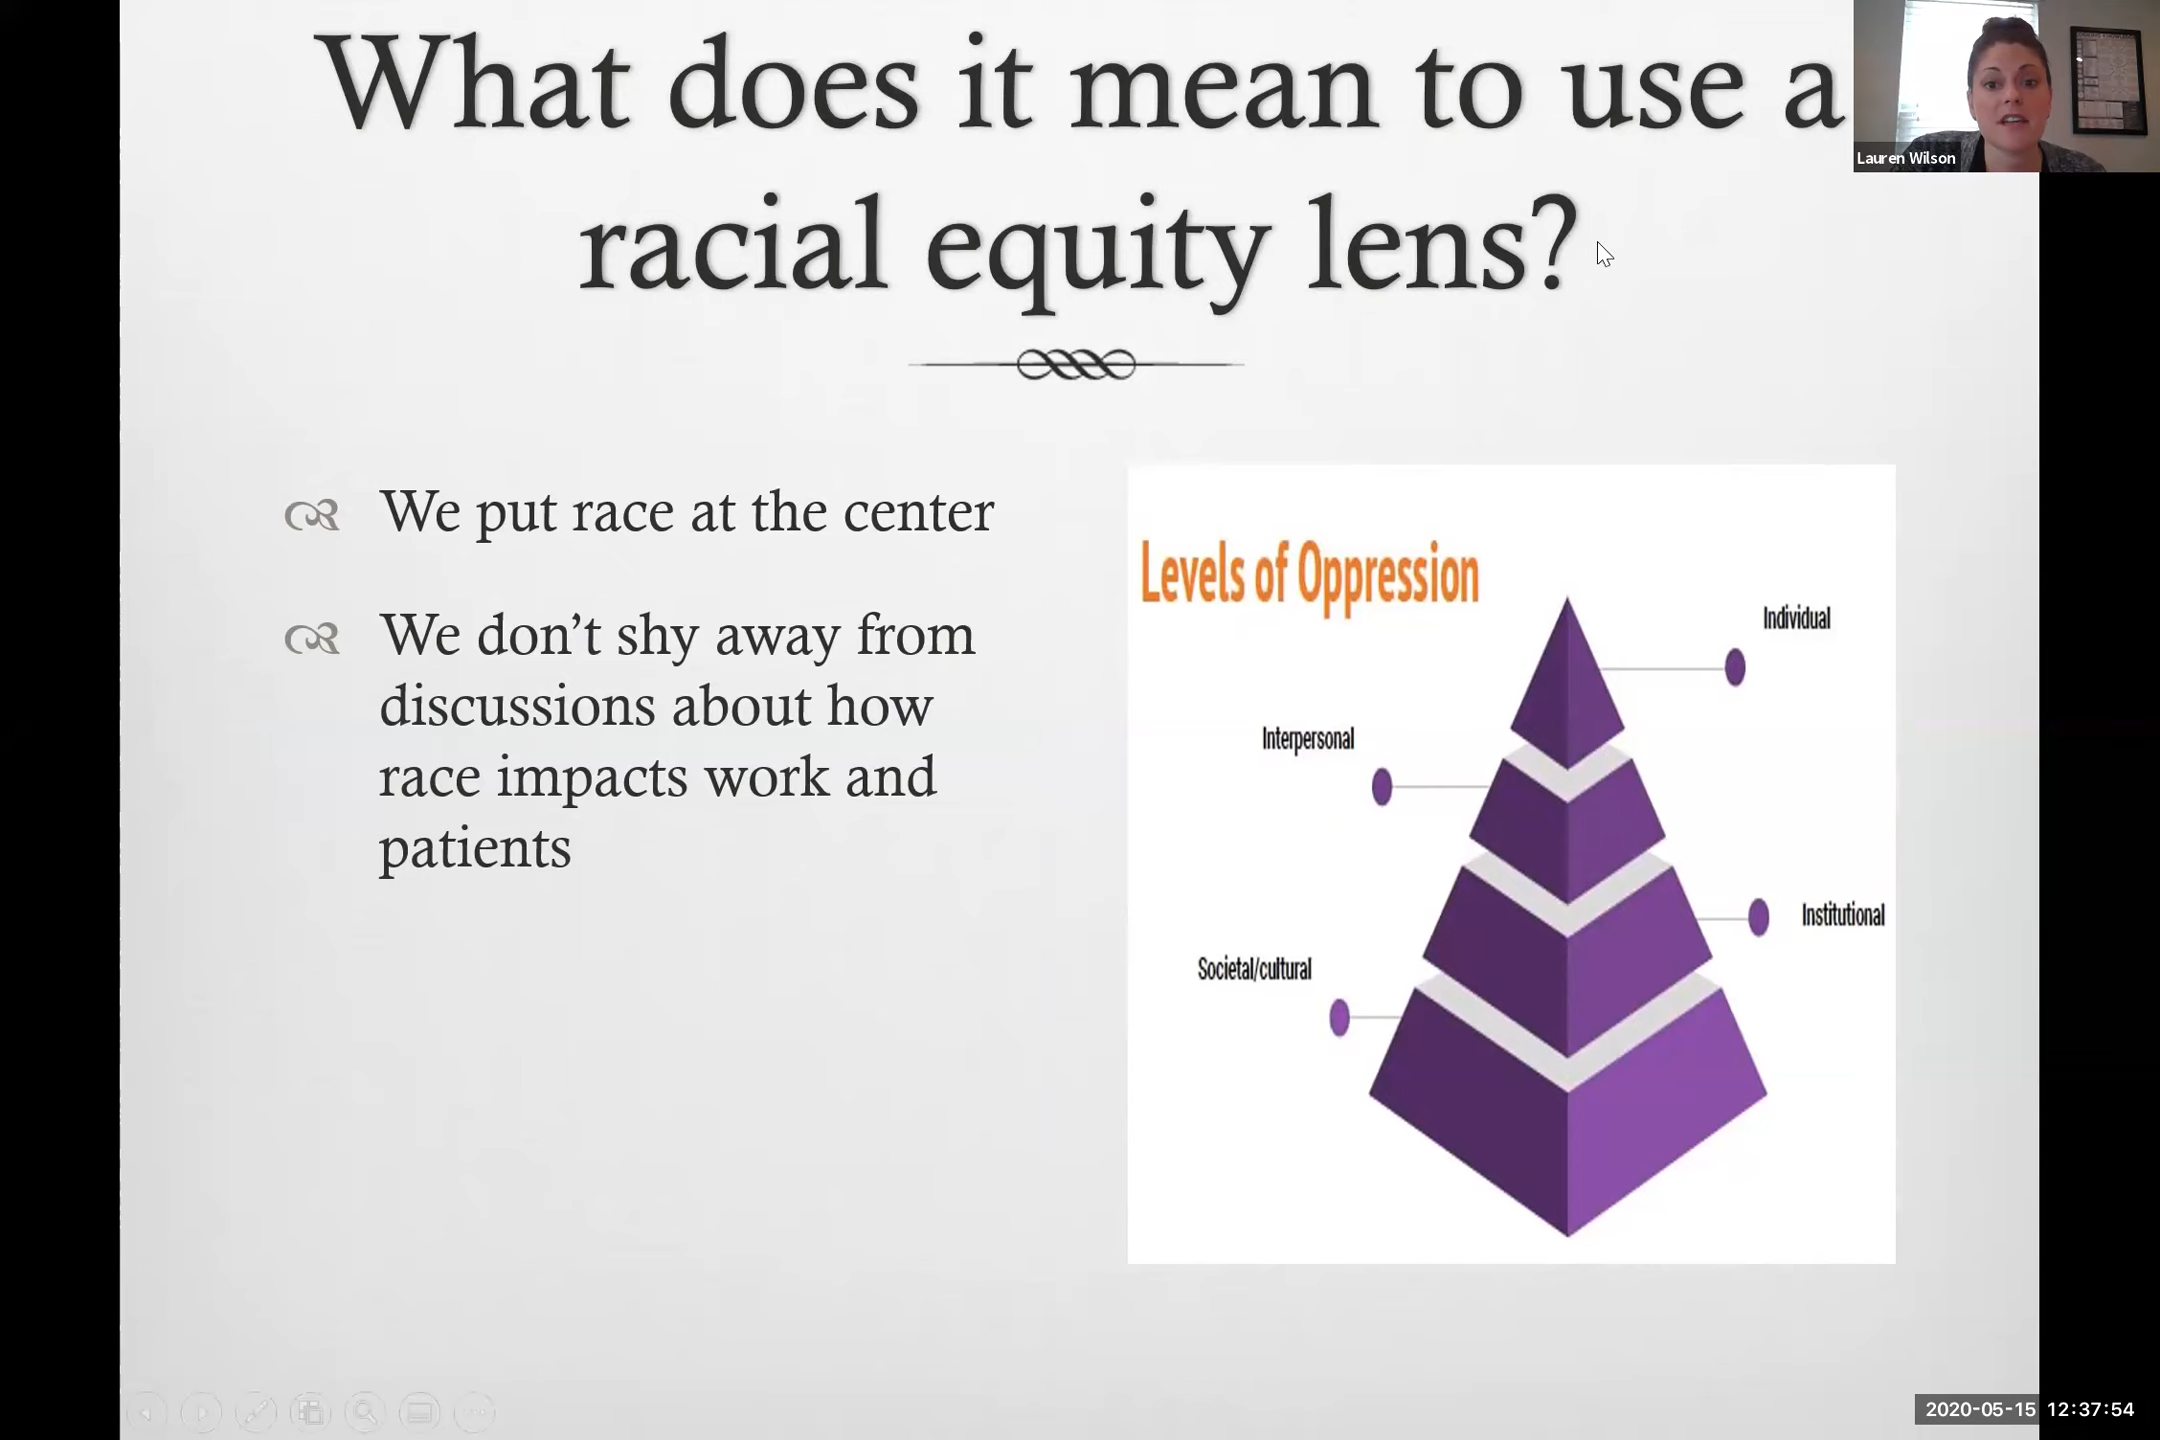 What does it mean to use a
racial equity lens?
Lauren Wilson
We put race at the center
We don’t shy away from
discussions about how
race impacts work and
patients
Levels of Oppression
Individual
Interpersonal
Institutional
Societal/cultural
2020-05-15 12:37:54